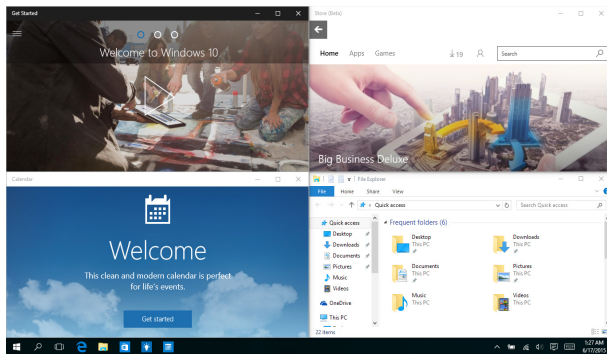 Get Started
Welcome to Windows 10
Store (Beta)
Home Apps Games 19 Search
Big Business Deluxe
Calendar
Welcome
This clean and modern calendar is perfect
for life's events.
Get started
File Explorer
File Home Share View
Quick access
Search Quick access
Quick access
Desktop
Downloads
Documents
Pictures
Music
Videos
OneDrive
This PC
22 items
Frequent folders (6)
Desktop
This PC
Downloads
This PC
Documents
This PC
Pictures
This PC
Music
This PC
Videos
This PC
1:27 AM
6/17/2015